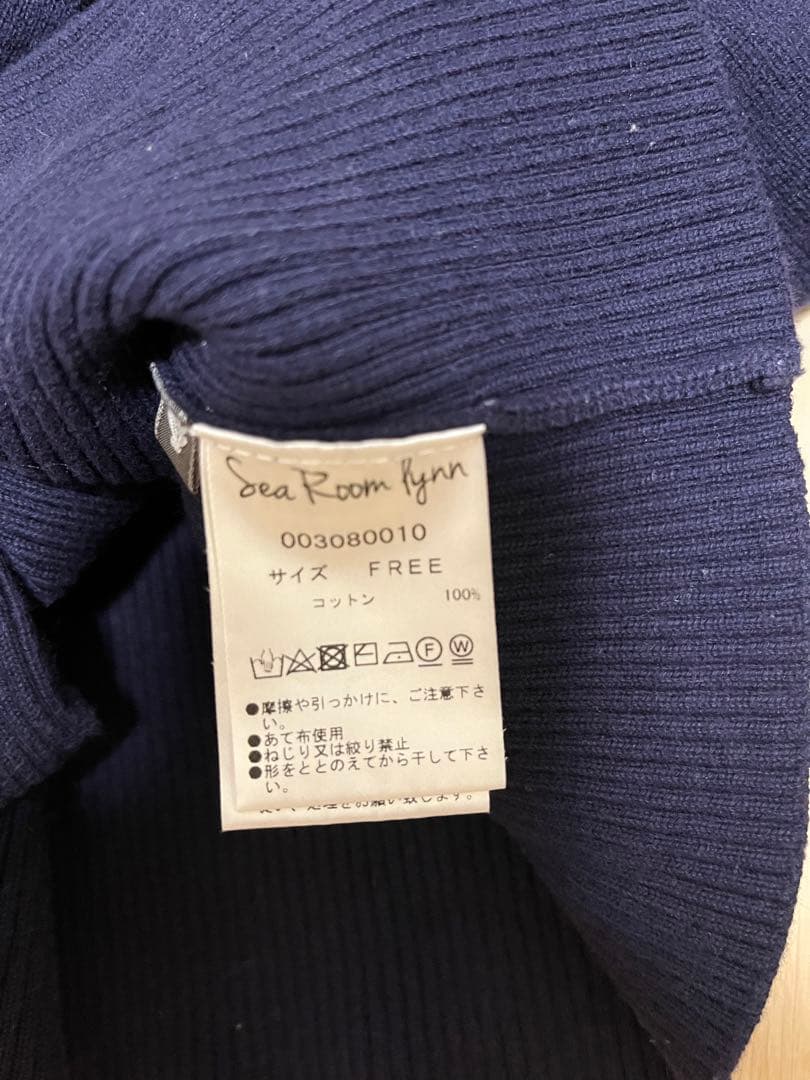 Sea Room lynn
003080010
サイズ FREE
コットン 100%
F W
●摩擦や引っかけに、ご注意下さ
い。
●あて布使用
●ねじり又は絞り禁止
●形をととのえてから干して下さ
い。